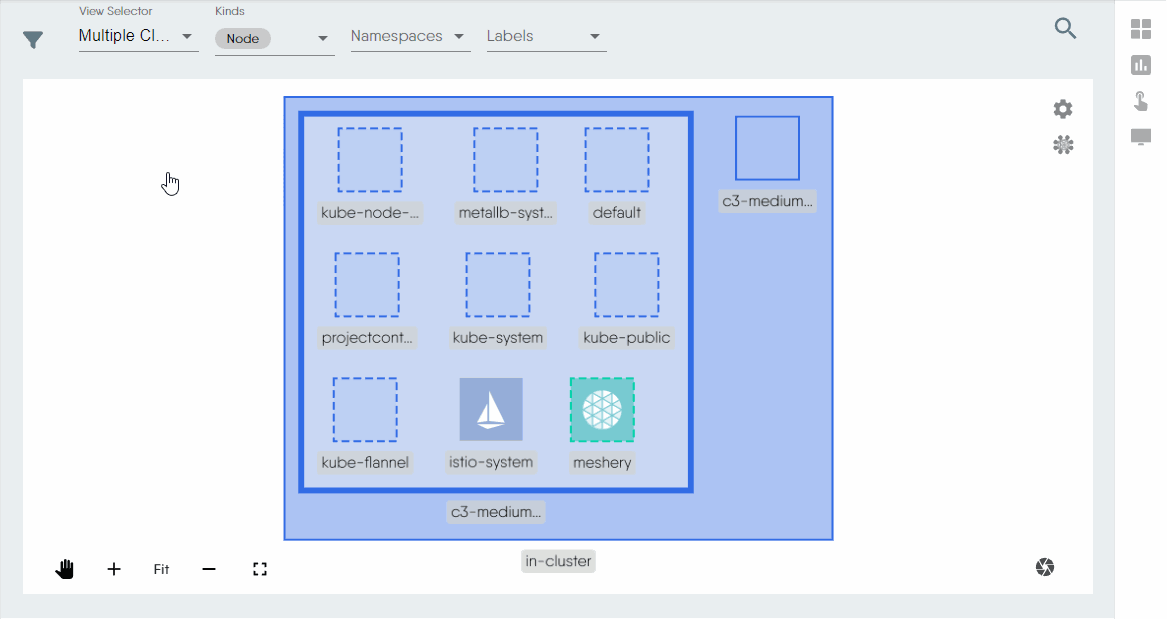 View Selector
Multiple Cl...
Kinds
Node
Namespaces
Labels
kube-node-...
metallb-syst...
default
c3-medium...
projectcont...
kube-system
kube-public
kube-flannel
istio-system
meshery
c3-medium...
in-cluster
Fit